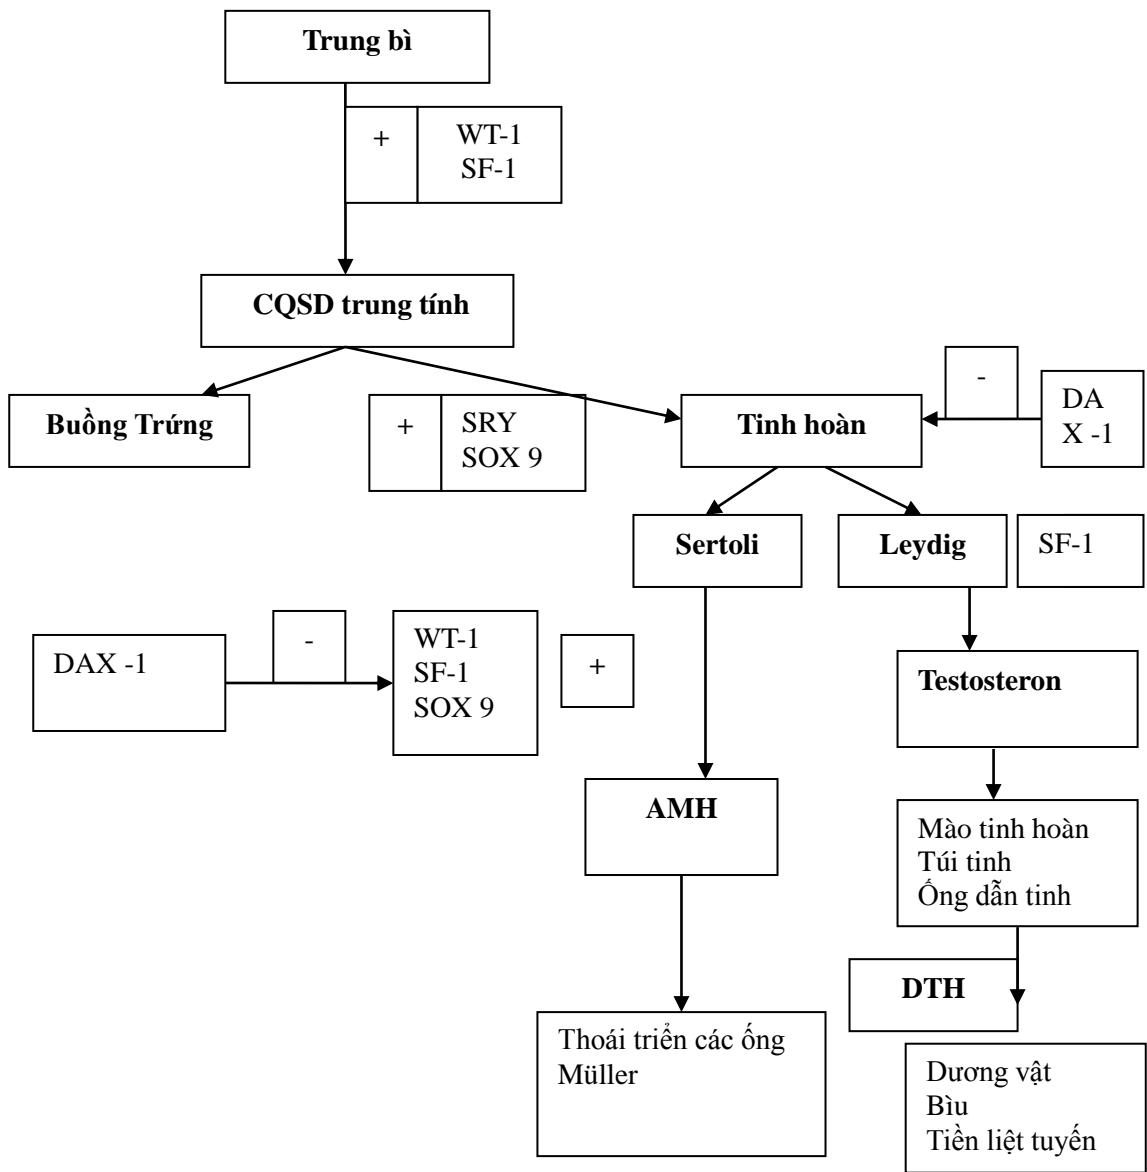 Trung bì
+
WT-1
SF-1
CQSD trung tính
Buồng Trứng
+
SRY
SOX 9
Tinh hoàn
-
DA
X -1
Sertoli
Leydig
SF-1
DAX -1
-
WT-1
SF-1
SOX 9
+
Testosteron
AMH
Mào tinh hoàn
Túi tinh
Ống dẫn tinh
DTH
Thoái triển các ống
Müller
Dương vật
Bìu
Tiền liệt tuyến